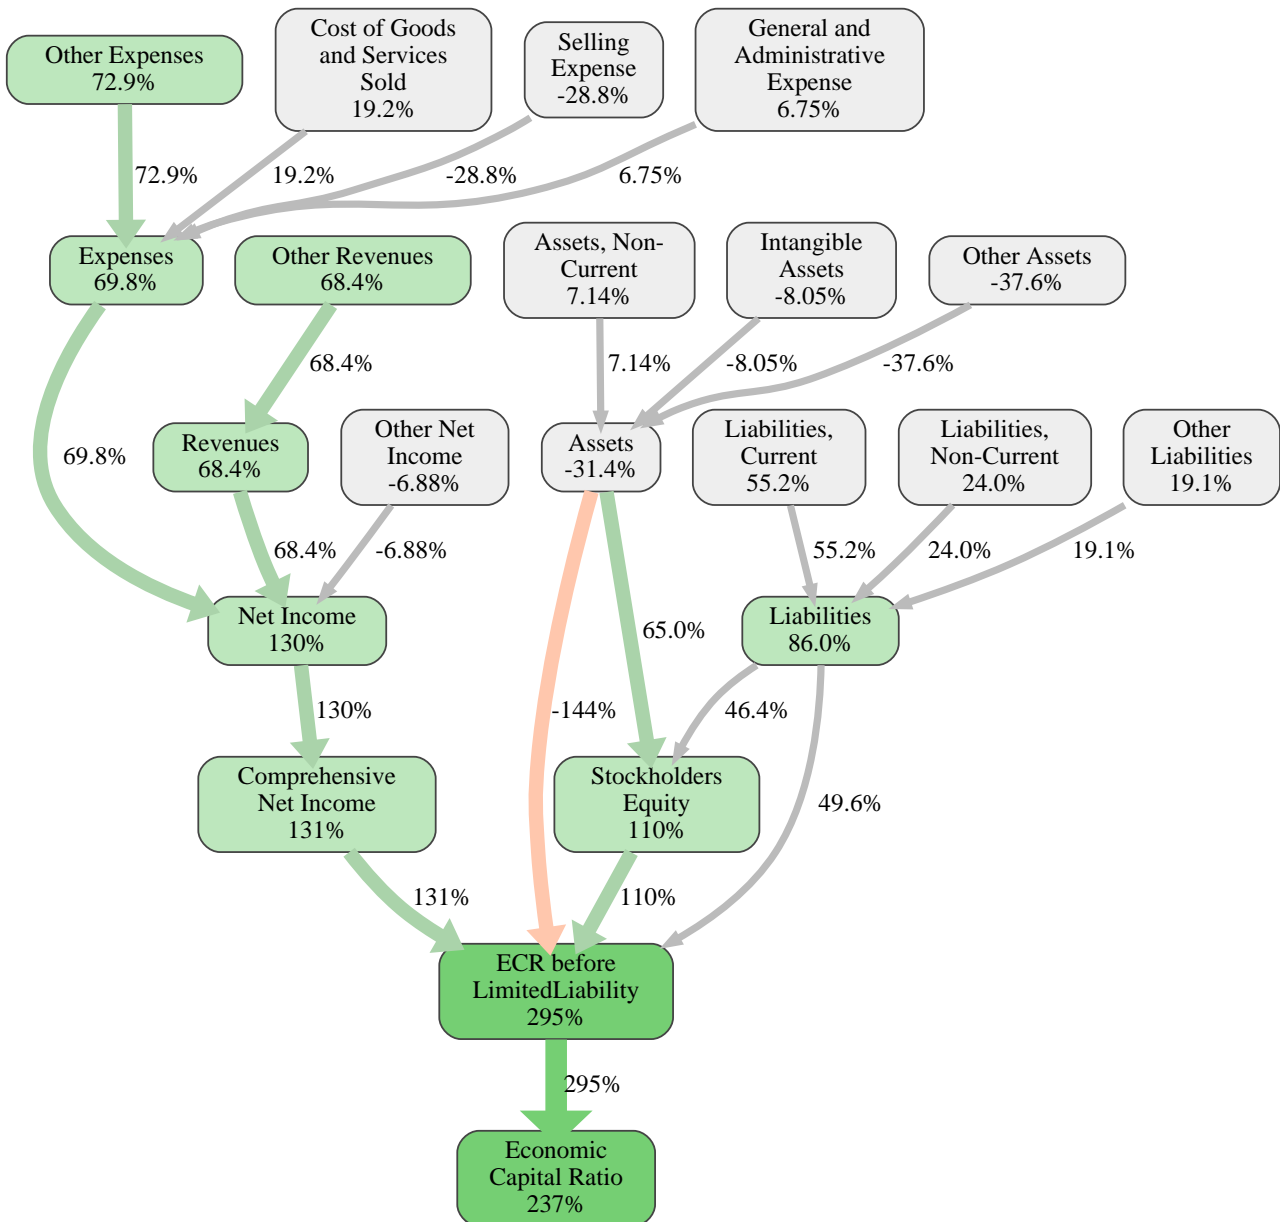 Other Expenses
72.9%
Cost of Goods
and Services
Sold
19.2%
Selling
Expense
-28.8%
General and
Administrative
Expense
6.75%
72.9%
19.2%
-28.8%
6.75%
Expenses
69.8%
Other Revenues
68.4%
Assets, Non-
Current
7.14%
Intangible
Assets
-8.05%
Other Assets
-37.6%
68.4%
7.14%
-8.05%
-37.6%
69.8%
Revenues
68.4%
Other Net
Income
-6.88%
Assets
-31.4%
Liabilities,
Current
55.2%
Liabilities,
Non-Current
24.0%
Other
Liabilities
19.1%
68.4%
-6.88%
55.2%
24.0%
19.1%
Net Income
130%
65.0%
Liabilities
86.0%
130%
-144%
46.4%
Comprehensive
Net Income
131%
Stockholders
Equity
110%
49.6%
131%
110%
ECR before
LimitedLiability
295%
295%
Economic
Capital Ratio
237%